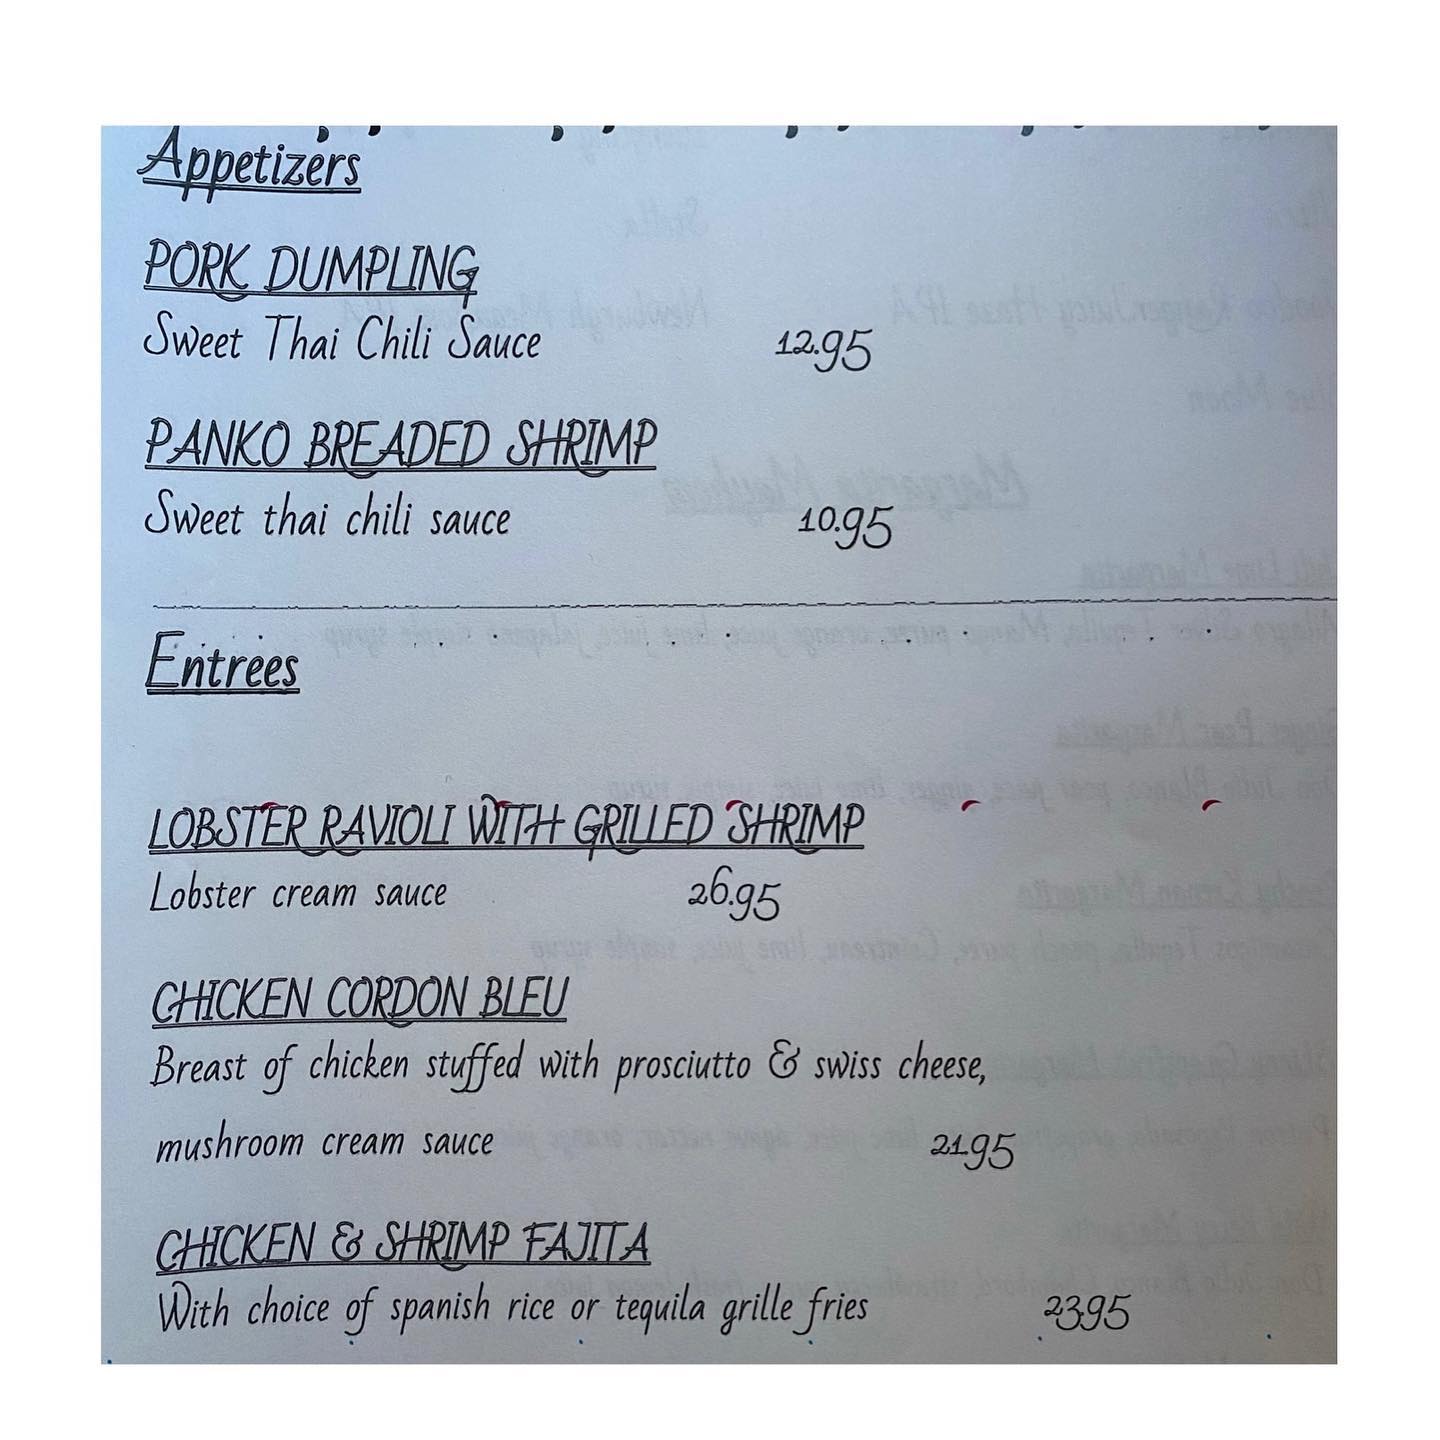 Appetizers
PORK DUMPLING
Sweet Thai Chili Sauce 12.95
PANKO BREADED SHRIMP
Sweet thai chili sauce 10.95
Entrees
LOBSTER RAVIOLI WITH GRILLED SHRIMP
Lobster cream sauce 26.95
CHICKEN CORDON BLEU
Breast of chicken stuffed with prosciutto & swiss cheese,
mushroom cream sauce 21.95
CHICKEN & SHRIMP FAJITA
With choice of spanish rice or tequila grille fries 23.95